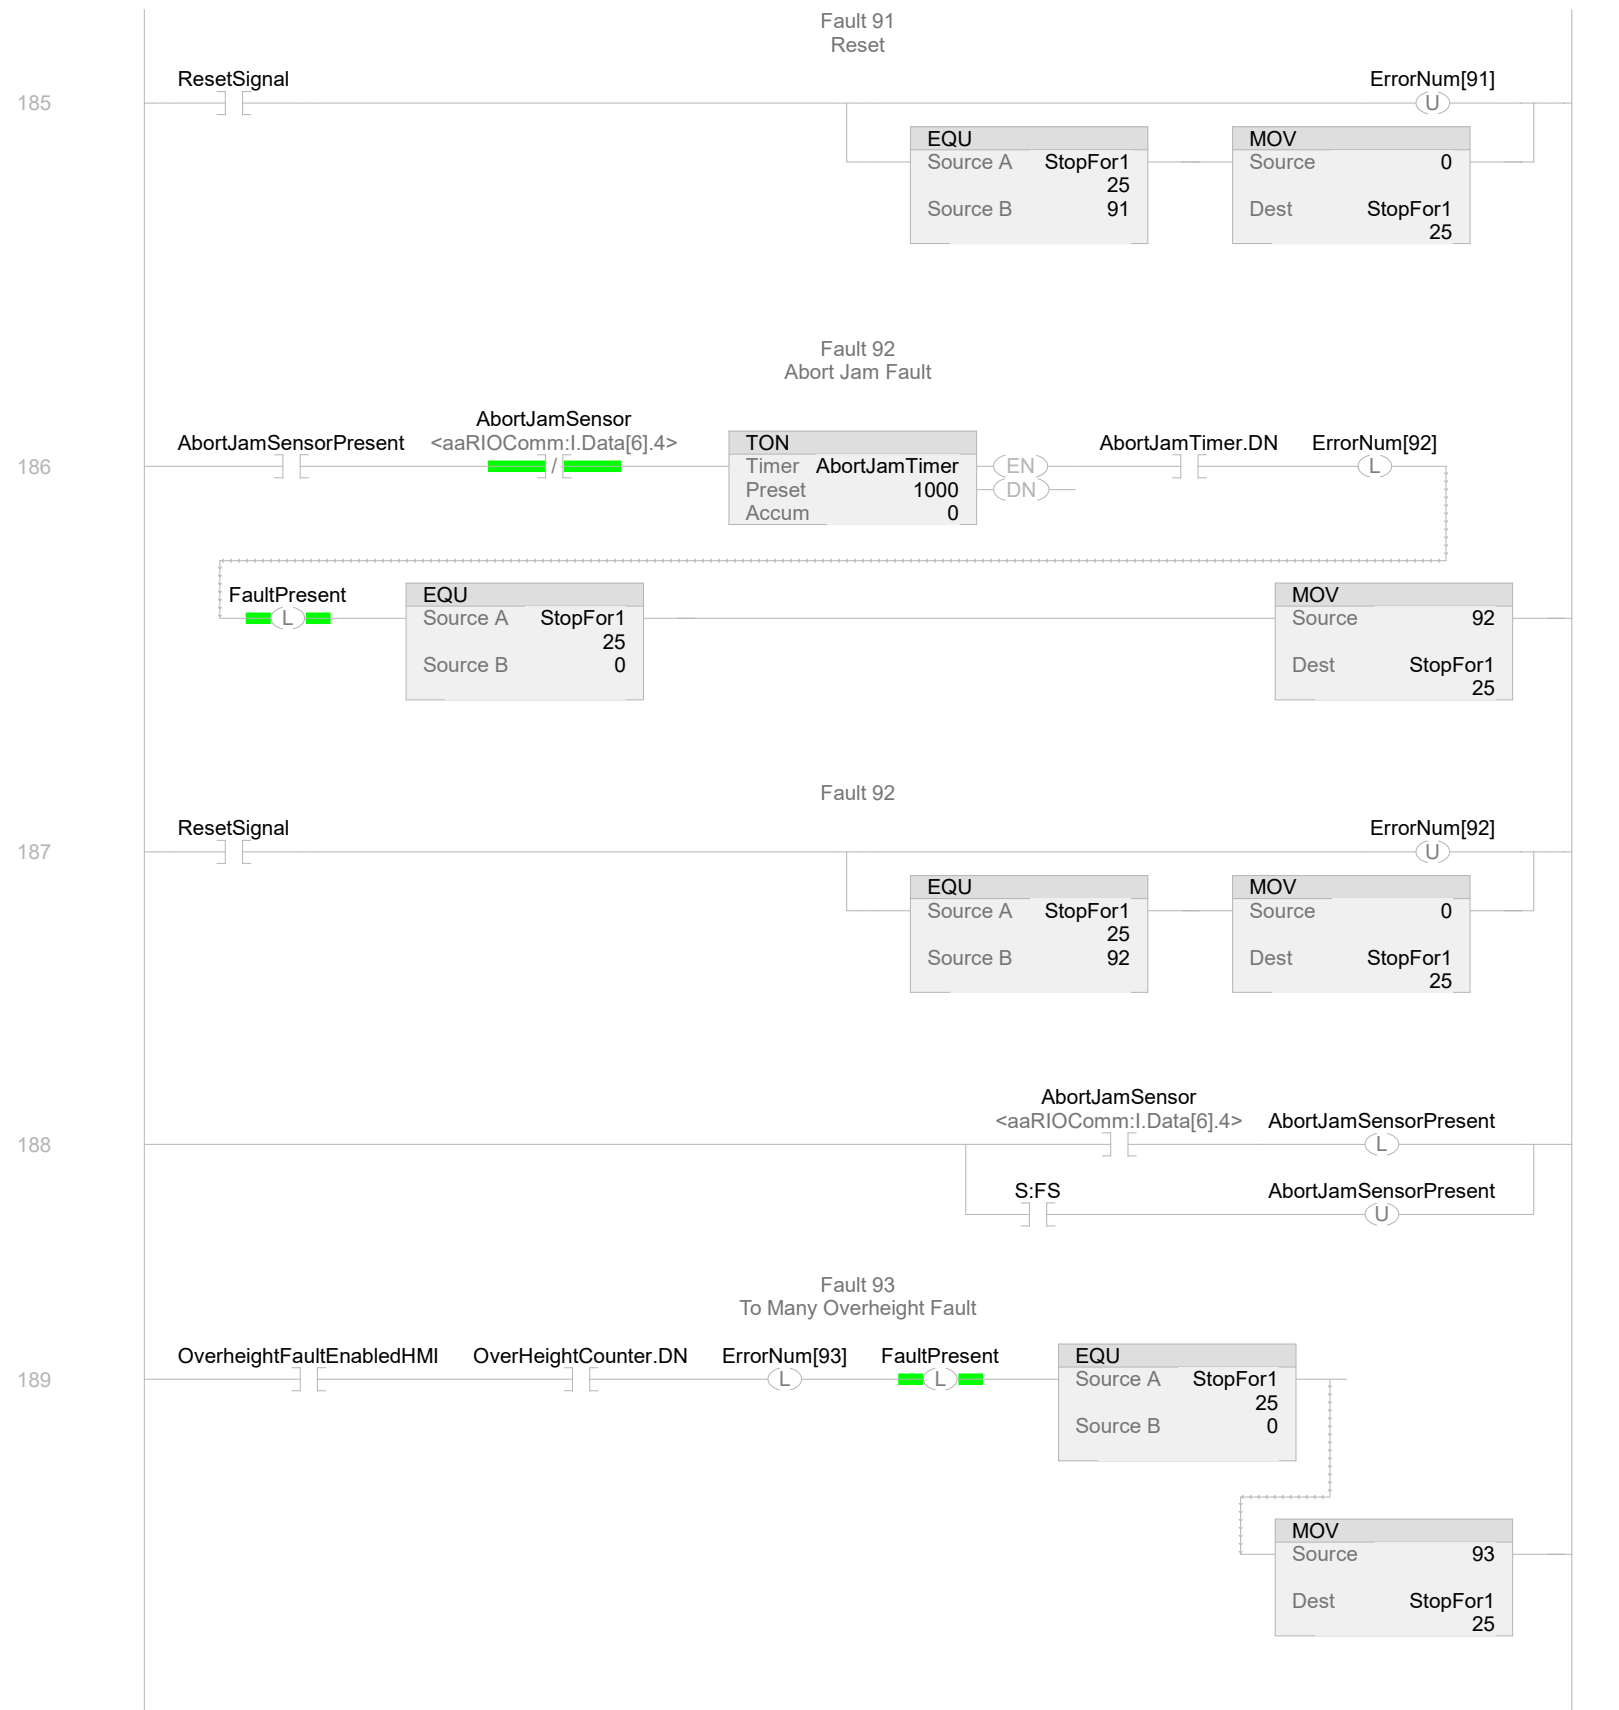 Fault 91
Reset
ResetSignal
ErrorNum[91]
185
U
EQU
Source A StopFor1
25
Source B 91
MOV
Source 0
Dest StopFor1
25
Fault 92
Abort Jam Fault
AbortJamSensorPresent
AbortJamSensor
<aaRIOComm:I.Data[6].4>
186
/
TON
Timer AbortJamTimer
Preset 1000
Accum 0
EN
DN
AbortJamTimer.DN
ErrorNum[92]
L
FaultPresent
L
EQU
Source A StopFor1
25
Source B 0
MOV
Source 92
Dest StopFor1
25
Fault 92
ResetSignal
ErrorNum[92]
187
U
EQU
Source A StopFor1
25
Source B 92
MOV
Source 0
Dest StopFor1
25
AbortJamSensor
<aaRIOComm:I.Data[6].4>
AbortJamSensorPresent
188
L
S:FS
AbortJamSensorPresent
U
Fault 93
To Many Overheight Fault
OverheightFaultEnabledHMI
OverHeightCounter.DN
ErrorNum[93]
FaultPresent
189
L
L
EQU
Source A StopFor1
25
Source B 0
MOV
Source 93
Dest StopFor1
25